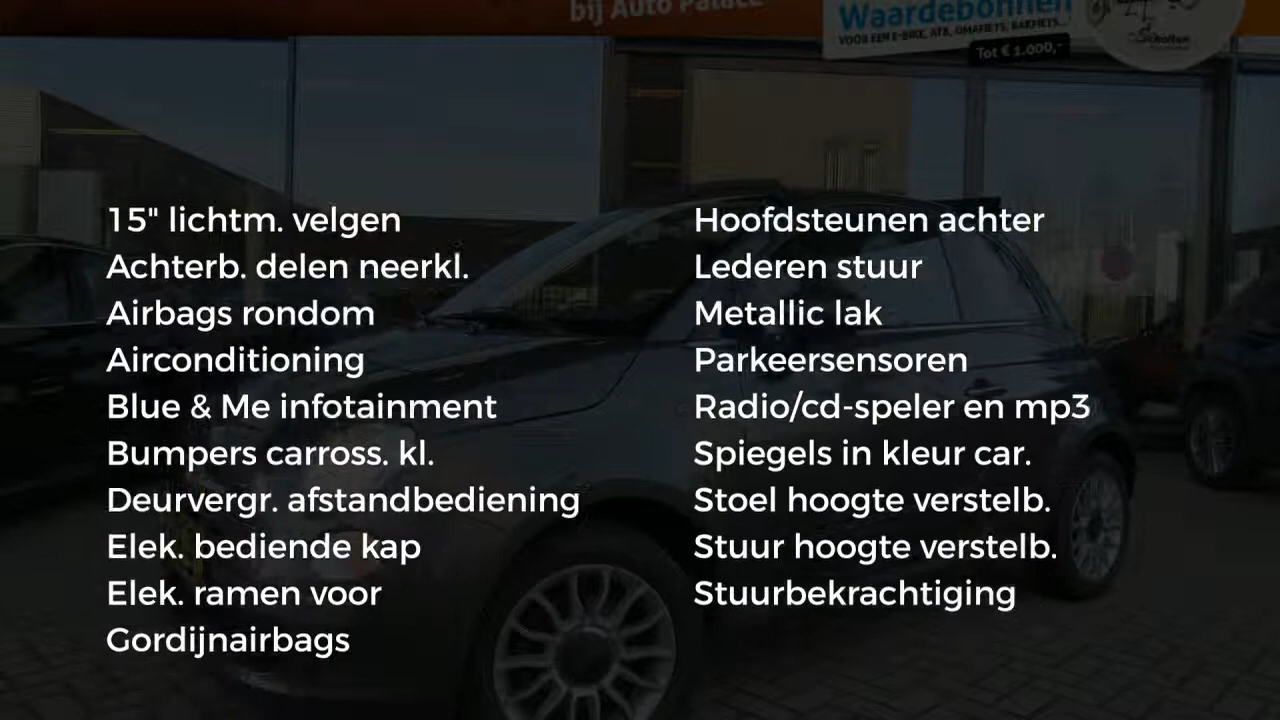 bij Auto Palace
Waardebonnen
VOOR EEN E-BIKE, ATB, OMAFIETS, BAKFIETS...
Tot € 1.000,-
Scholten
15" lichtm. velgen
Achterb. delen neerkl.
Airbags rondom
Airconditioning
Blue & Me infotainment
Bumpers carross. kl.
Deurvergr. afstandbediening
Elek. bediende kap
Elek. ramen voor
Gordijnairbags
Hoofdsteunen achter
Lederen stuur
Metallic lak
Parkeersensoren
Radio/cd-speler en mp3
Spiegels in kleur car.
Stoel hoogte verstelb.
Stuur hoogte verstelb.
Stuurbekrachtiging